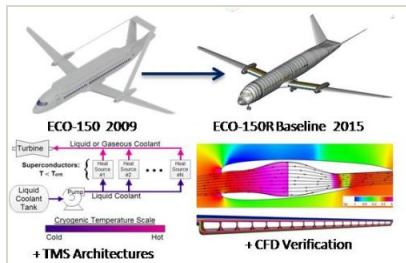 ECO-150 2009
ECO-150R Baseline 2015
Turbine
Liquid or Gaseous Coolant
Superconductors:
T < Tcrit
Heat
Source
#1
Heat
Source
#2
Heat
Source
#N
Liquid
Coolant
Tank
Pump
Liquid Coolant
Cryogenic Temperature Scale
Cold
Hot
+ TMS Architectures
+ CFD Verification